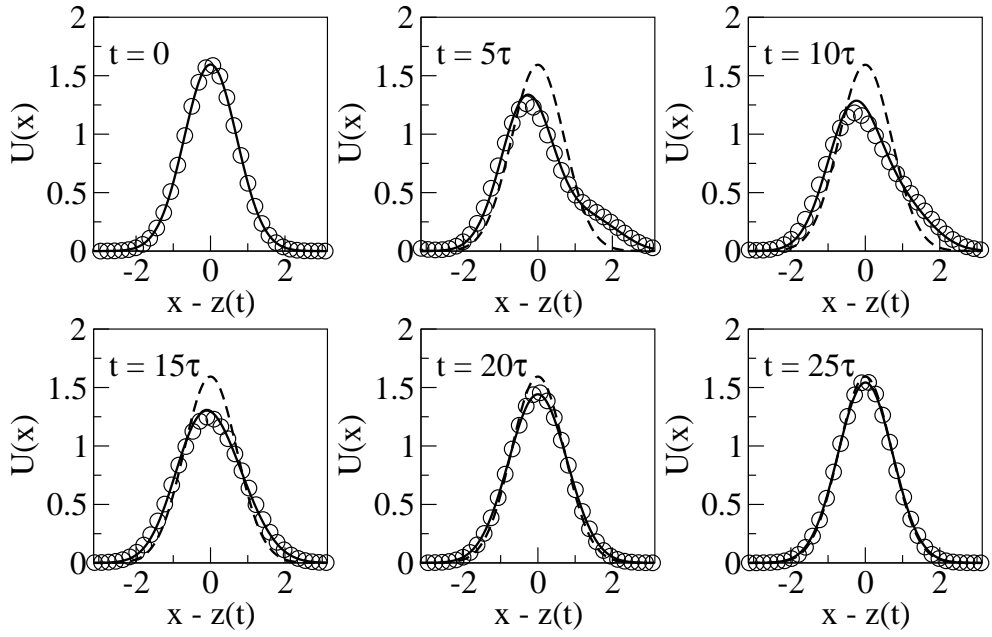 2
1.5
1
0.5
0
U(x)
t = 0
-2 0 2
x - z(t)
2
1.5
1
0.5
0
U(x)
t = 5τ
-2 0 2
x - z(t)
2
1.5
1
0.5
0
U(x)
t = 10τ
-2 0 2
x - z(t)
2
1.5
1
0.5
0
U(x)
t = 15τ
-2 0 2
x - z(t)
2
1.5
1
0.5
0
U(x)
t = 20τ
-2 0 2
x - z(t)
2
1.5
1
0.5
0
U(x)
t = 25τ
-2 0 2
x - z(t)